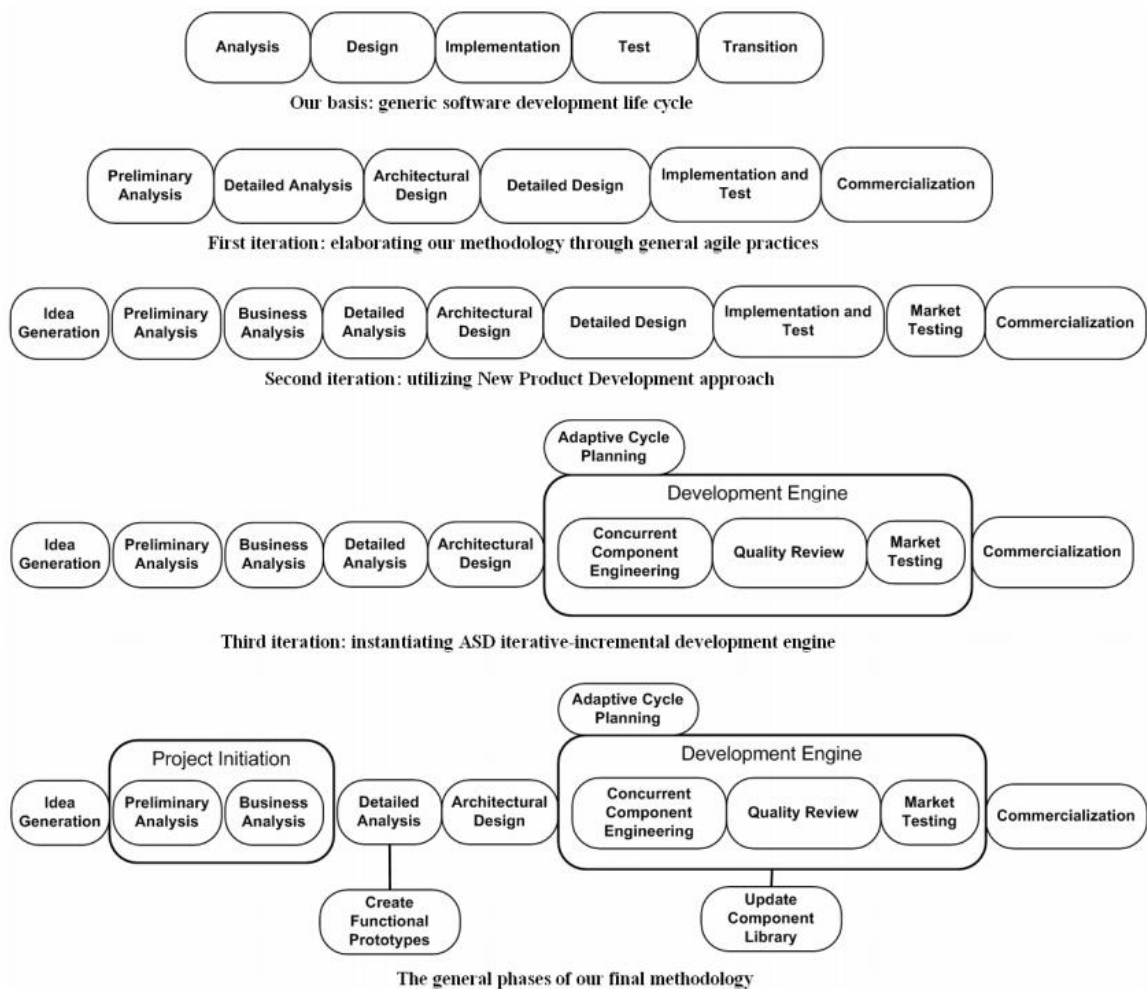 Analysis Design Implementation Test Transition
Our basis: generic software development life cycle
Preliminary
Analysis
Detailed Analysis
Architectural
Design
Detailed Design
Implementation and
Test
Commercialization
First iteration: elaborating our methodology through general agile practices
Idea
Generation
Preliminary
Analysis
Business
Analysis
Detailed
Analysis
Architectural
Design
Detailed Design
Implementation and
Test
Market
Testing
Commercialization
Second iteration: utilizing New Product Development approach
Adaptive Cycle
Planning
Development Engine
Idea
Generation
Preliminary
Analysis
Business
Analysis
Detailed
Analysis
Architectural
Design
Concurrent
Component
Engineering
Quality Review
Market
Testing
Commercialization
Third iteration: instantiating ASD iterative-incremental development engine
Adaptive Cycle
Planning
Project Initiation
Development Engine
Idea
Generation
Preliminary
Analysis
Business
Analysis
Detailed
Analysis
Architectural
Design
Concurrent
Component
Engineering
Quality Review
Market
Testing
Commercialization
Create
Functional
Prototypes
Update
Component
Library
The general phases of our final methodology